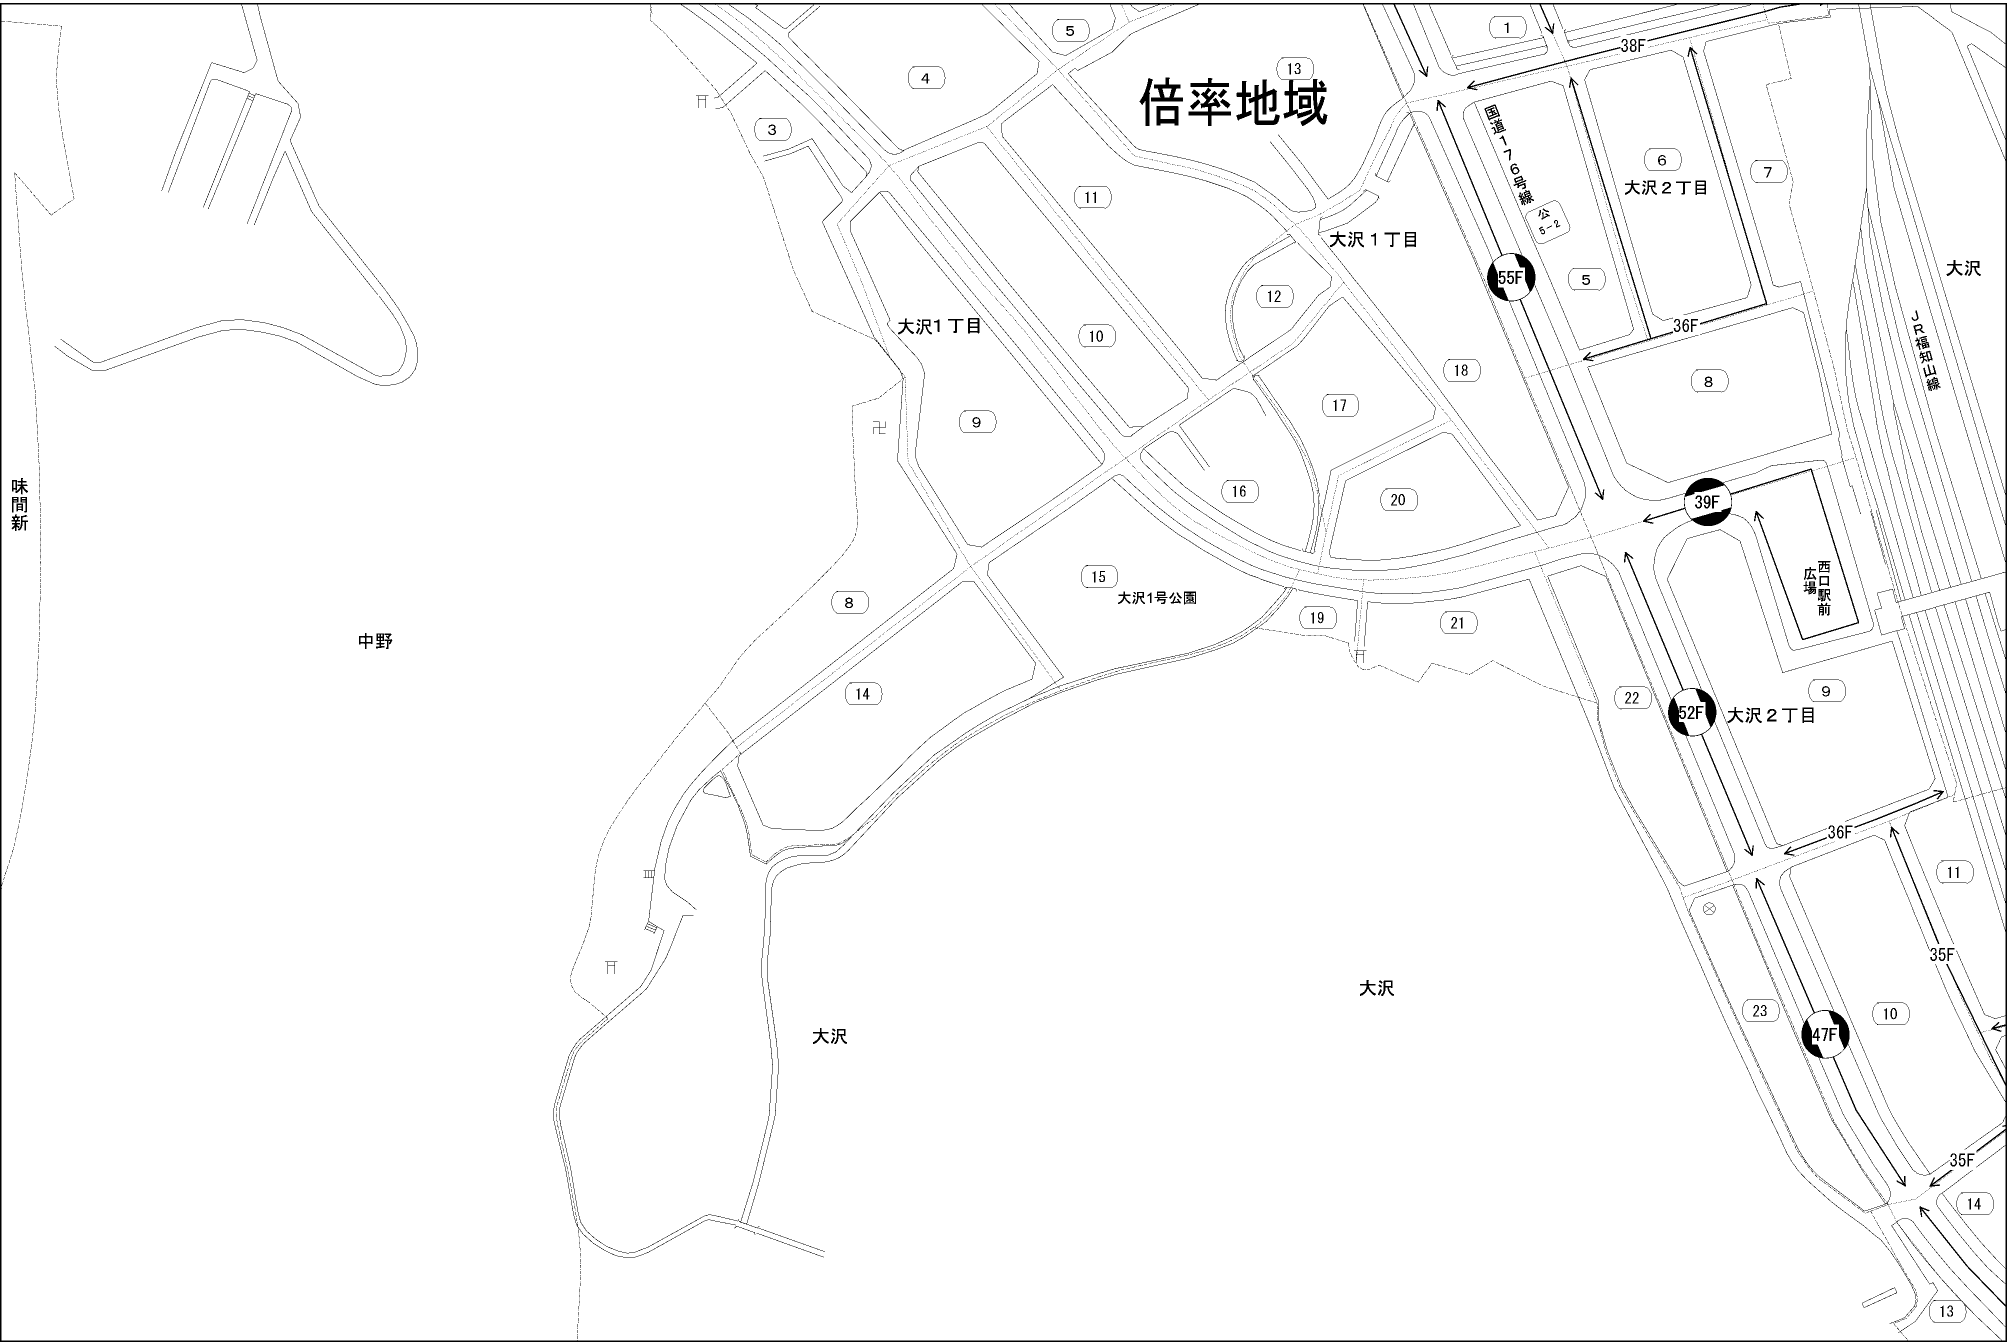 1
5
38F
13
4
倍率地域
3
国道176号線
6
大沢２丁目
7
11
公
5-2
大沢１丁目
大沢
55F
5
12
大沢1丁目
36F
10
JR福知山線
18
8
17
9
味間新
16
20
39F
15
大沢1号公園
西口駅前
広場
8
19
21
中野
14
22
9
52F
大沢２丁目
36F
11
35F
大沢
23
10
大沢
47F
35F
14
13